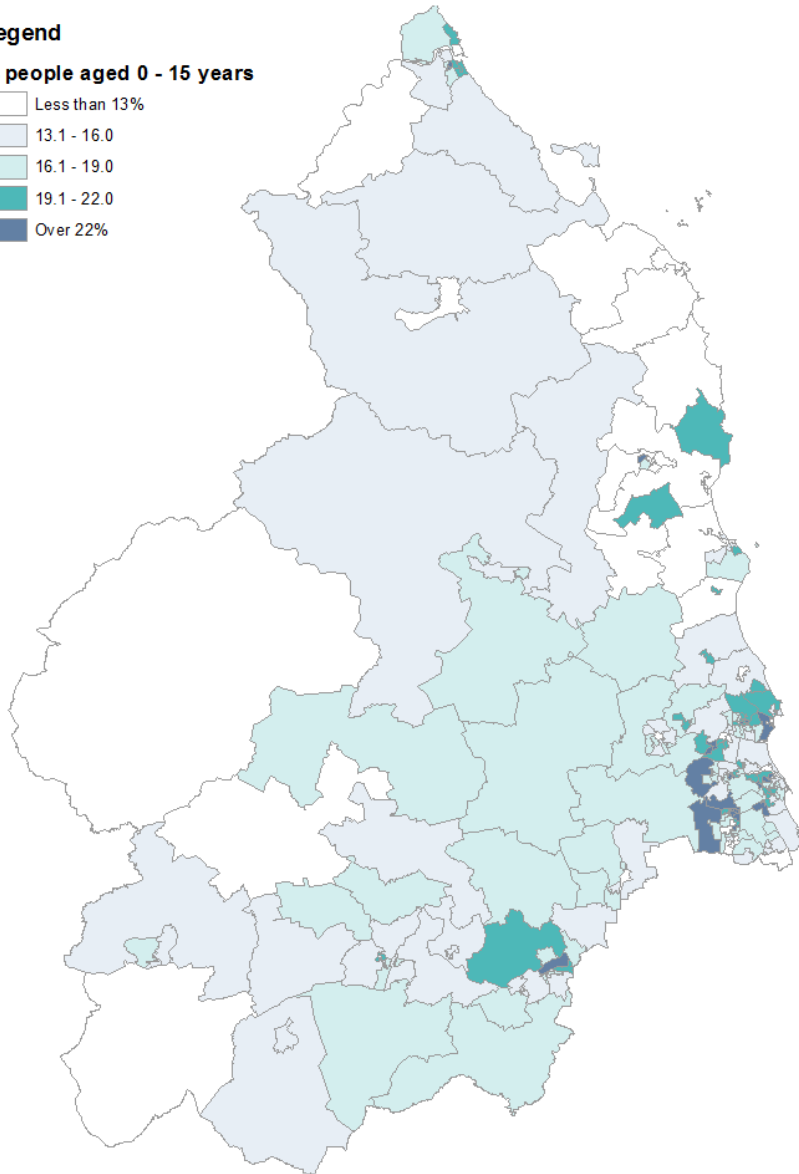 egend
people aged 0 - 15 years
Less than 13%
13.1 - 16.0
16.1 - 19.0
19.1 - 22.0
Over 22%